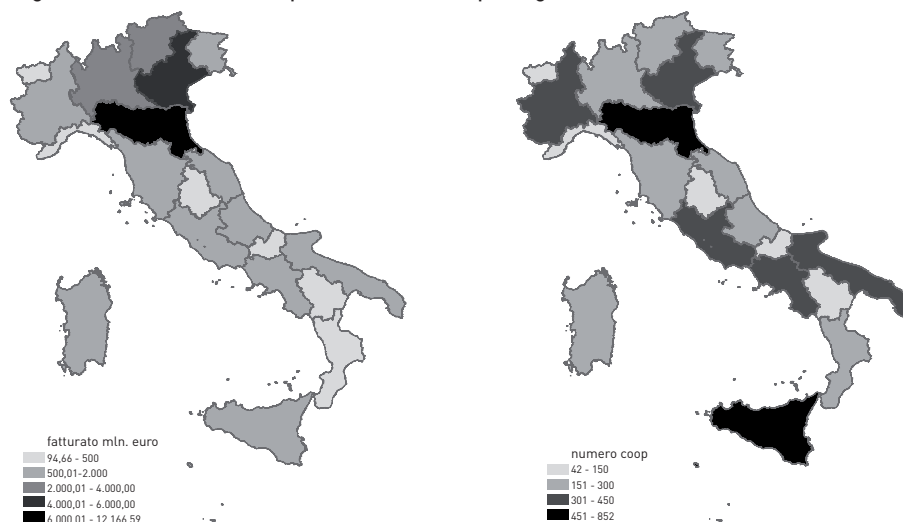 fatturato mln. euro
94,66 - 500
500,01-2.000
2.000,01 - 4.000,00
4.000,01 - 6.000,00
6.000,01 - 12.166,59
numero coop
42 - 150
151 - 300
301 - 450
451 - 852